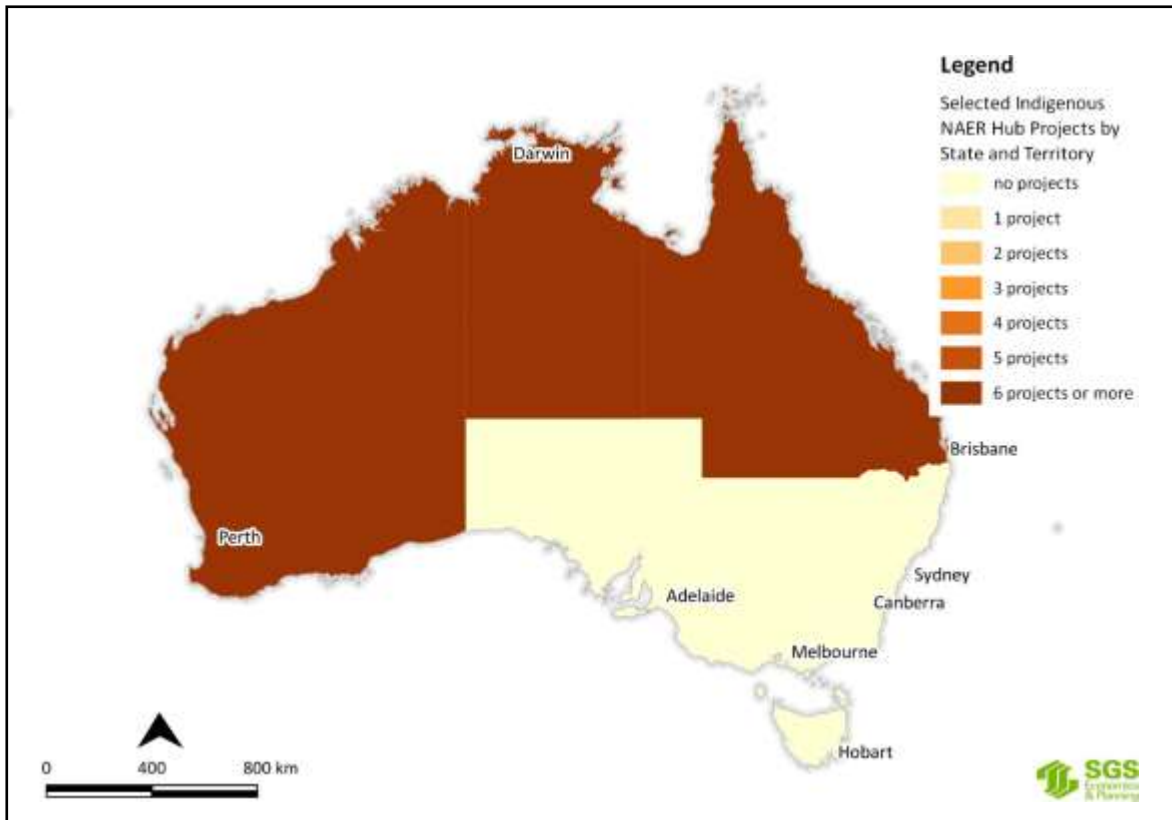 Legend
Selected Indigenous
NAER Hub Projects by
State and Territory
no projects
1 project
2 projects
3 projects
4 projects
5 projects
6 projects or more
Darwin
Brisbane
Perth
Sydney
Adelaide
Canberra
Melbourne
Hobart
0 400 800 km
SGS
Economics
& Planning